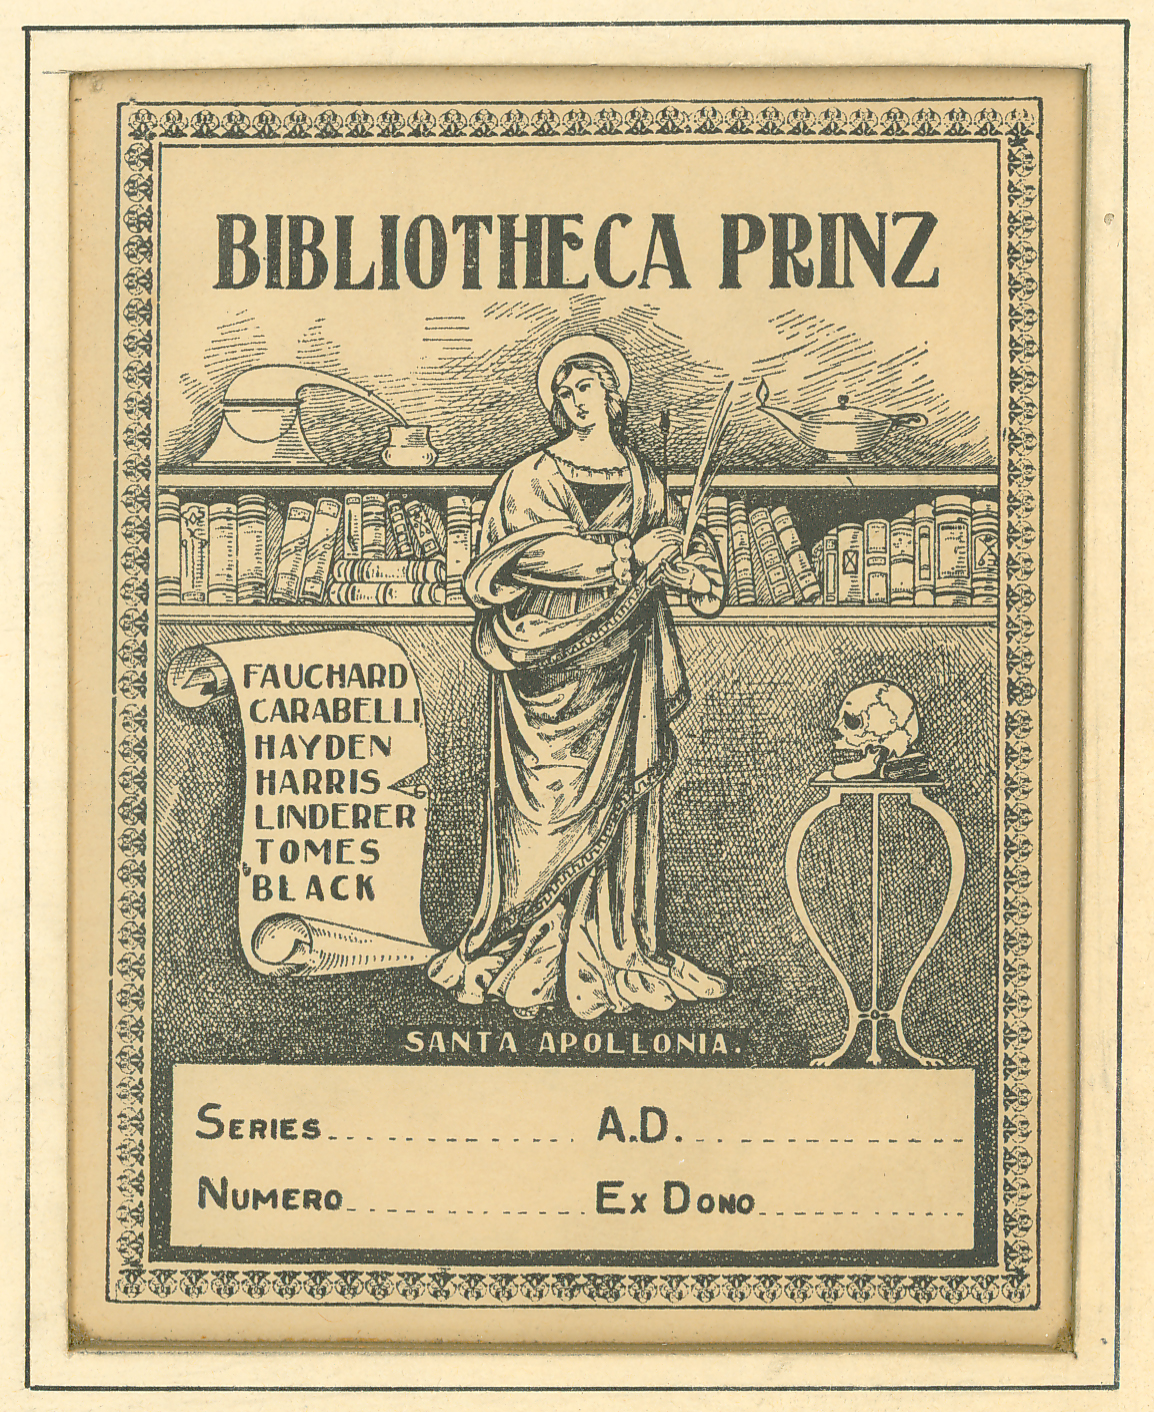 BIBLIOTHECA PRINZ
FAUCHARD
CARABELLI
HAYDEN
HARRIS
LINDERER
TOMES
BLACK
SANTA APOLLONIA.
SERIES A.D.
NUMERO EX DONO